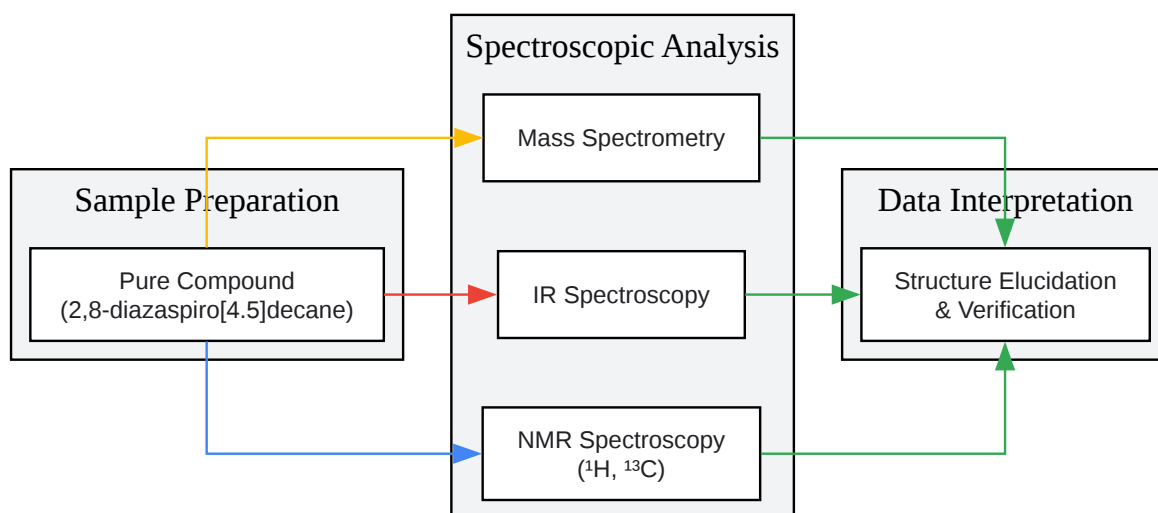 Spectroscopic Analysis
Mass Spectrometry
Sample Preparation
Data Interpretation
Pure Compound
(2,8-diazaspiro[4.5]decane)
IR Spectroscopy
Structure Elucidation
& Verification
NMR Spectroscopy
(¹H, ¹³C)